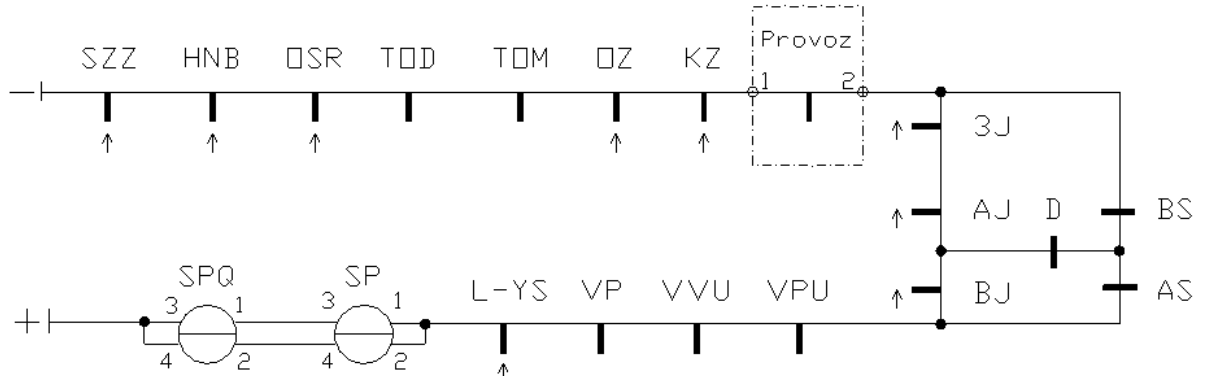 SZZ HNB OSR TOD TOM OZ KZ Provoz
1 2
3J
AJ D BS
SPQ SP L-YS VP VVU VPU BJ AS
3 1 3 1
4 2 4 2